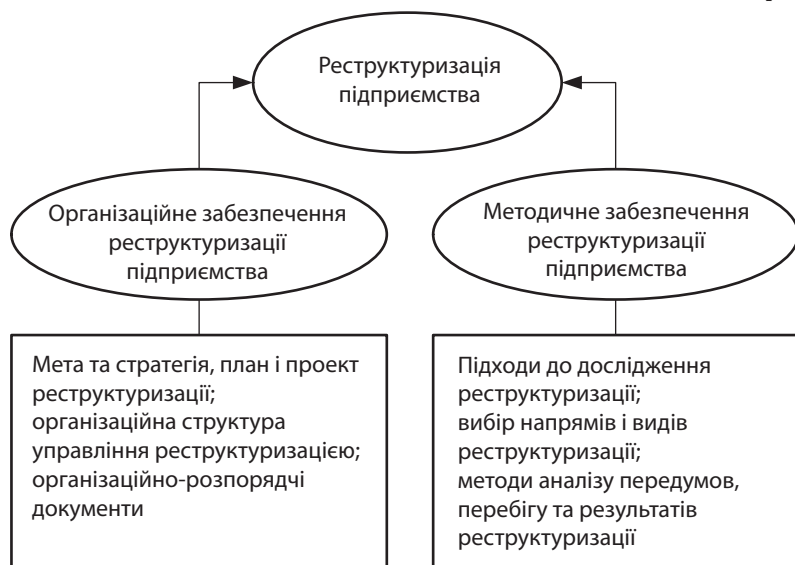 Реструктуризація
підприємства
Організаційне забезпечення
реструктуризації
підприємства
Методичне забезпечення
реструктуризації
підприємства
Мета та стратегія, план і проект
реструктуризації;
організаційна структура
управління реструктуризацією;
організаційно-розпорядчі
документи
Підходи до дослідження
реструктуризації;
вибір напрямів і видів
реструктуризації;
методи аналізу передумов,
перебігу та результатів
реструктуризації